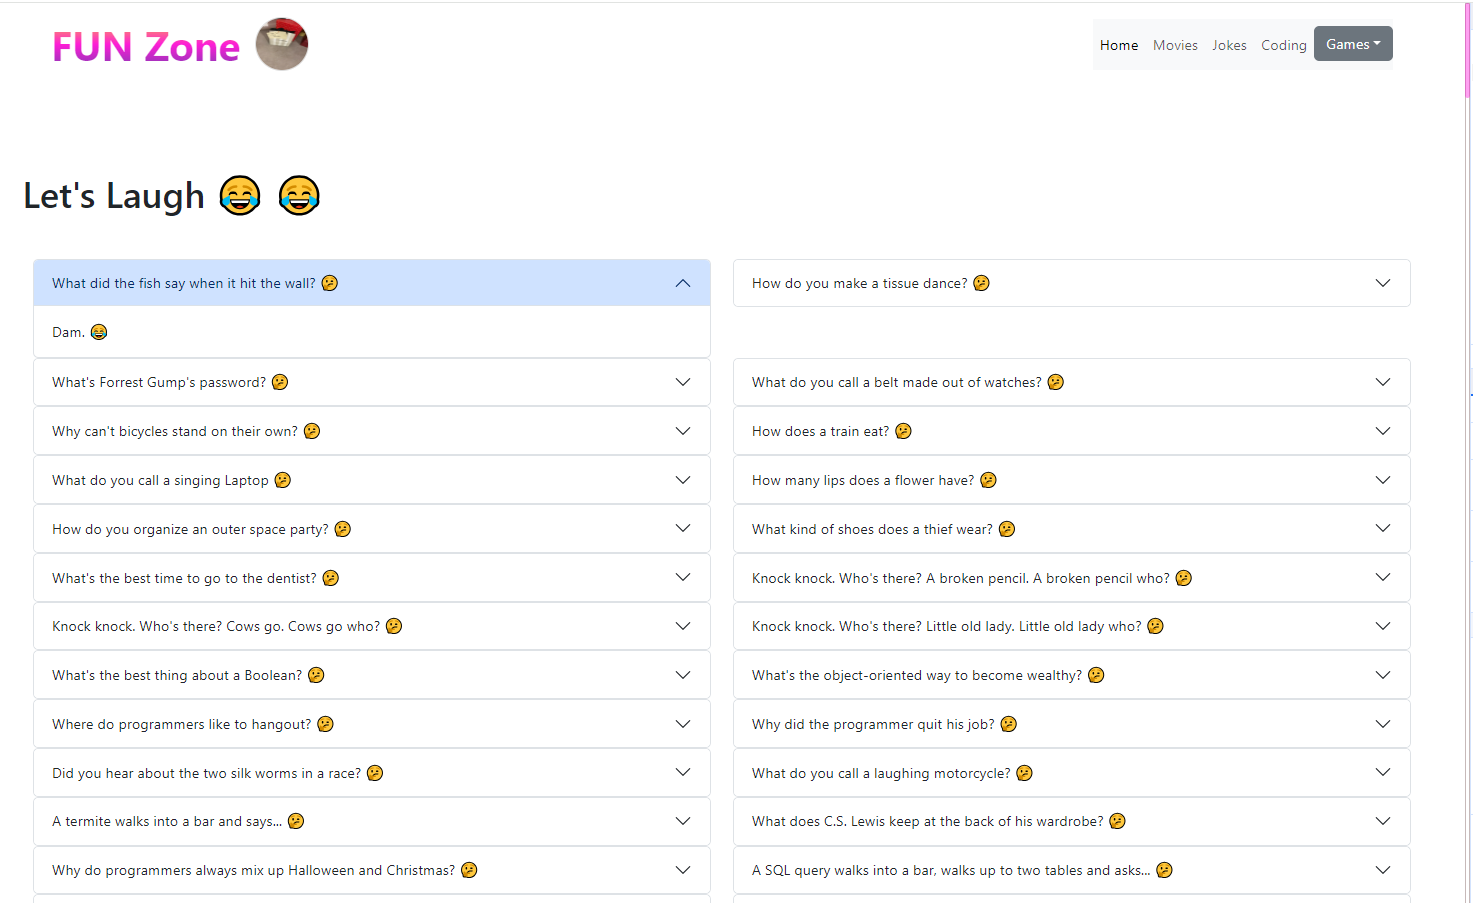 FUN Zone
Home Movies Jokes Coding Games
Let's Laugh 😂 😂
What did the fish say when it hit the wall? 🤔
How do you make a tissue dance? 🤔
Dam. 😂
What's Forrest Gump's password? 🤔
What do you call a belt made out of watches? 🤔
Why can't bicycles stand on their own? 🤔
How does a train eat? 🤔
What do you call a singing Laptop 🤔
How many lips does a flower have? 🤔
How do you organize an outer space party? 🤔
What kind of shoes does a thief wear? 🤔
What's the best time to go to the dentist? 🤔
Knock knock. Who's there? A broken pencil. A broken pencil who? 🤔
Knock knock. Who's there? Cows go. Cows go who? 🤔
Knock knock. Who's there? Little old lady. Little old lady who? 🤔
What's the best thing about a Boolean? 🤔
What's the object-oriented way to become wealthy? 🤔
Where do programmers like to hangout? 🤔
Why did the programmer quit his job? 🤔
Did you hear about the two silk worms in a race? 🤔
What do you call a laughing motorcycle? 🤔
A termite walks into a bar and says... 🤔
What does C.S. Lewis keep at the back of his wardrobe? 🤔
Why do programmers always mix up Halloween and Christmas? 🤔
A SQL query walks into a bar, walks up to two tables and asks... 🤔